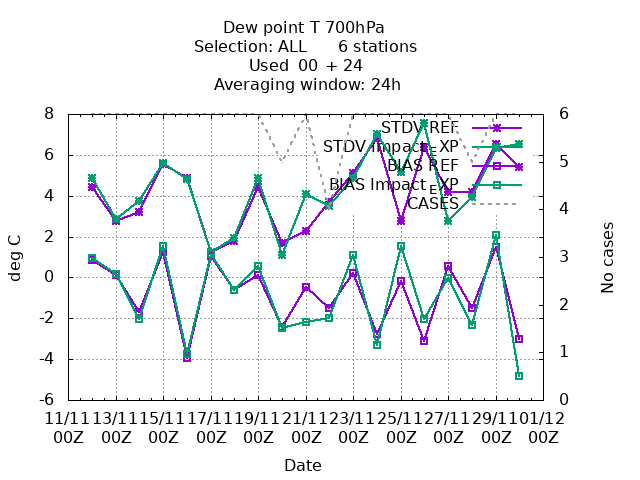 Dew point T 700hPa
Selection: ALL 6 stations
Used 00 + 24
Averaging window: 24h
8 6
STDV REF
STDV Impact_EXP
BIAS REF
BIAS Impact_EXP
CASES
6 5
4 4
2
0 3
-2 2
-4 1
-6 0
deg C
No cases
11/11 13/11 15/11 17/11 19/11 21/11 23/11 25/11 27/11 29/11 01/12
00Z 00Z 00Z 00Z 00Z 00Z 00Z 00Z 00Z 00Z 00Z
Date